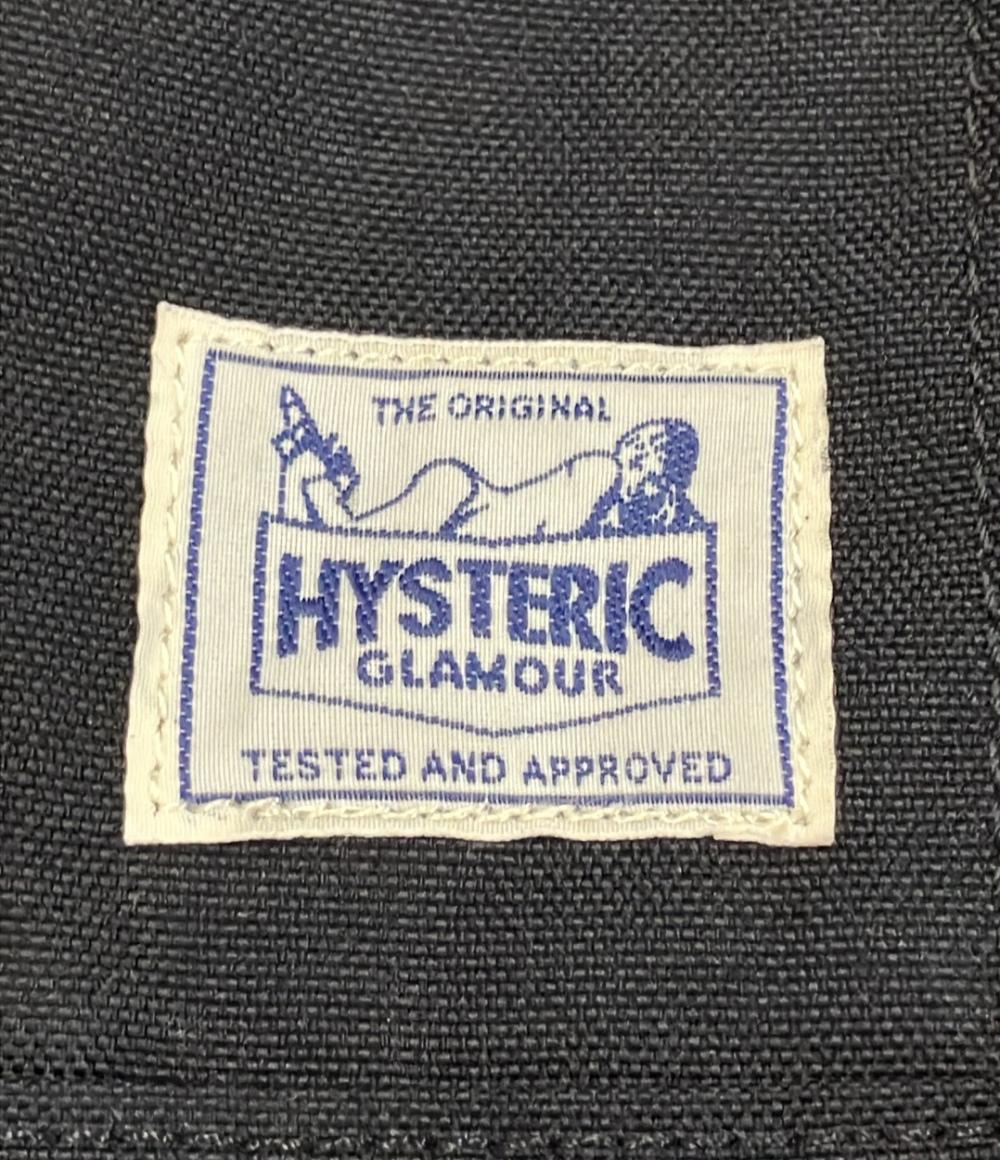 THE ORIGINAL
HYSTERIC
GLAMOUR
TESTED AND APPROVED